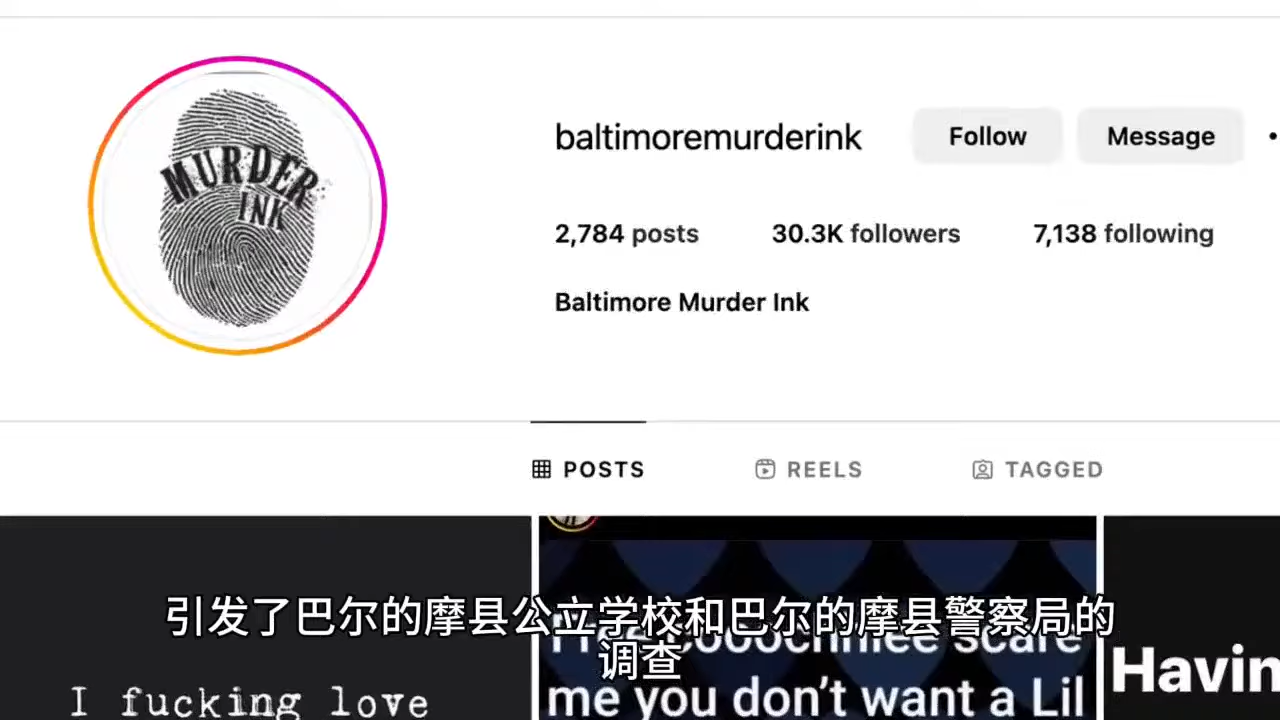 MURDER
INK
baltimoremurderink
Follow
Message
2,784 posts
30.3K followers
7,138 following
Baltimore Murder Ink
POSTS
REELS
TAGGED
引发了巴尔的摩县公立学校和巴尔的摩县警察局的
调查
scare
me you don't want a Lil
I fucking love
Havin